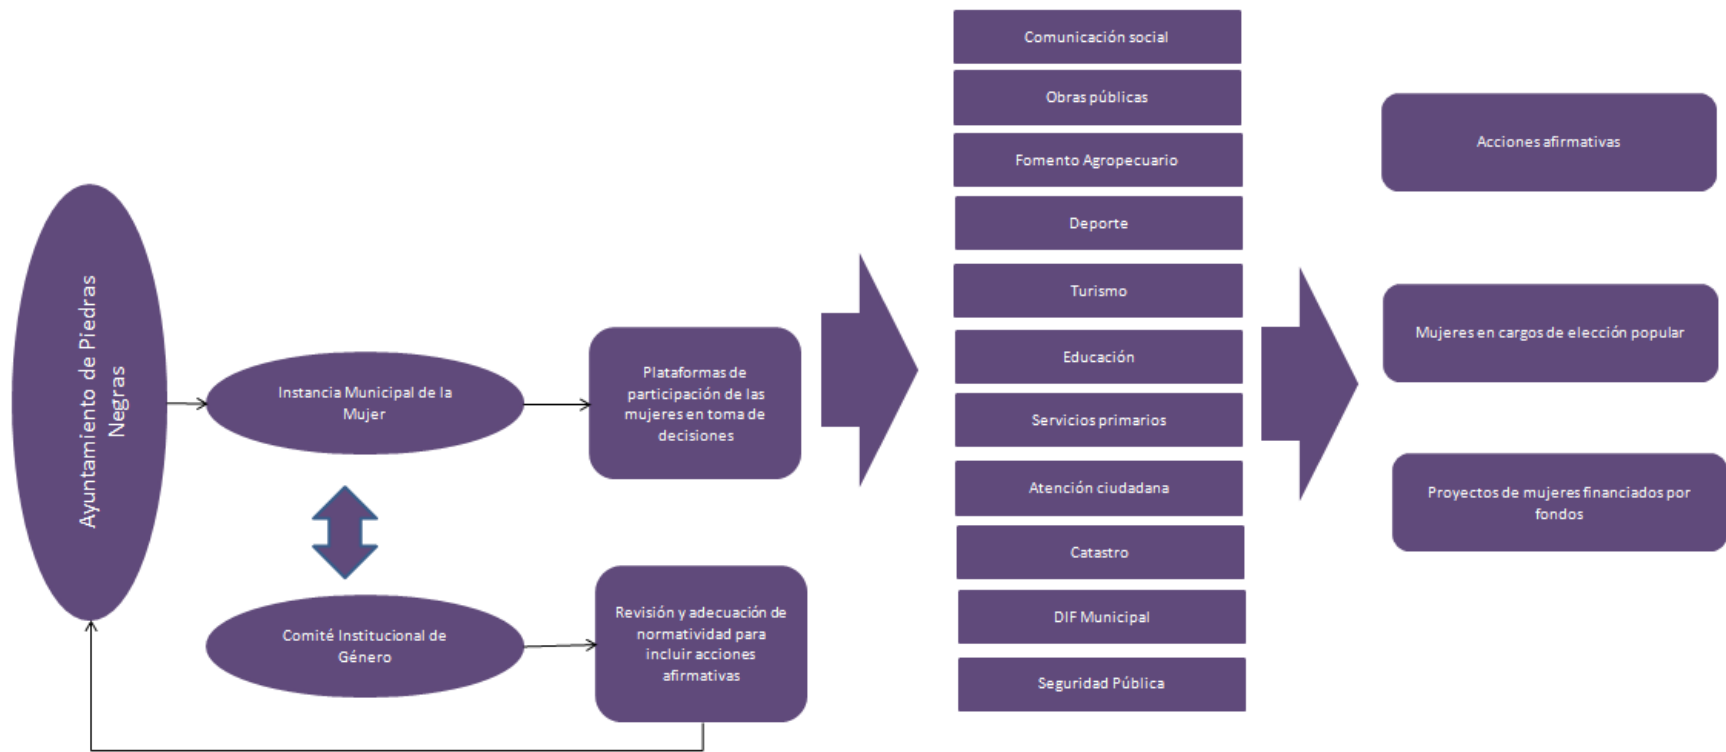 Ayuntamiento de Piedras
Negras
Instancia Municipal de la
Mujer
Plataformas de
participación de las
mujeres en toma de
decisiones
Comité Institucional de
Género
Revisión y adecuación de
normatividad para
incluir acciones
afirmativas
Comunicación social
Obras públicas
Fomento Agropecuario
Deporte
Turismo
Educación
Servicios primarios
Atención ciudadana
Catastro
DIF Municipal
Seguridad Pública
Acciones afirmativas
Mujeres en cargos de elección popular
Proyectos de mujeres financiados por
fondos